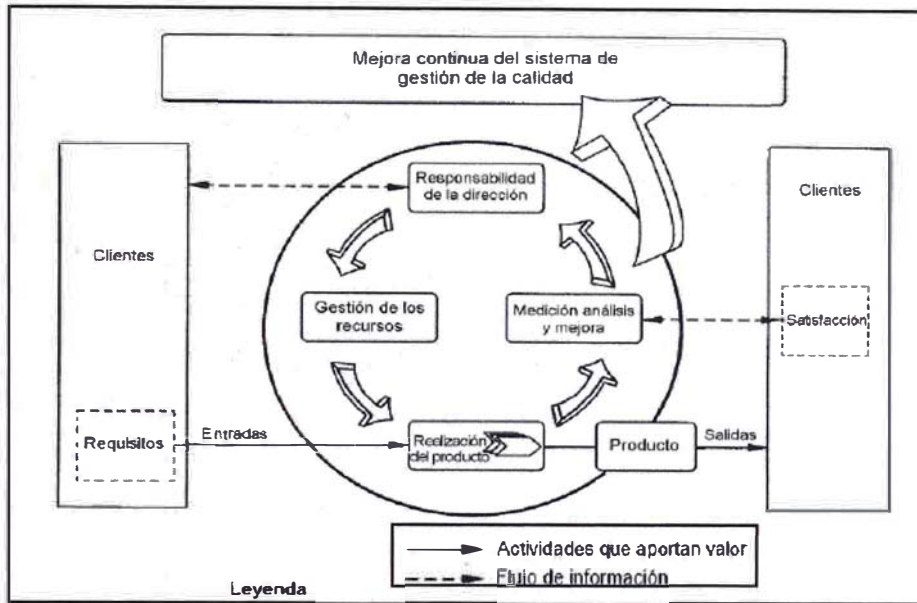 Mejora continua del sistema de
gestión de la calidad
Responsabilidad
de la dirección
Clientes
Clientes
Gestión de los
recursos
Medición análisis
y mejora
Satisfacción
Requisitos
Entradas
Realización
del producto
Producto
Salidas
Actividades que aportan valor
Flujo de información
Leyenda